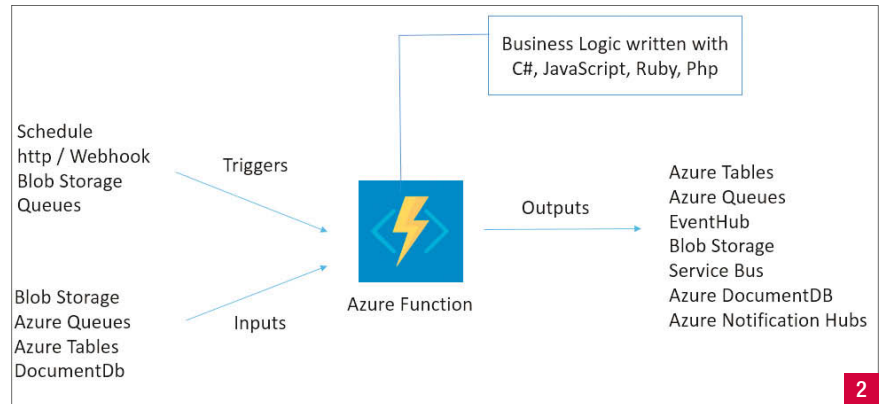 Business Logic written with
C#, JavaScript, Ruby, Php
Schedule
http / Webhook
Blob Storage
Queues
Triggers
Blob Storage
Azure Queues
Azure Tables
DocumentDb
Inputs
Azure Function
Outputs
Azure Tables
Azure Queues
EventHub
Blob Storage
Service Bus
Azure DocumentDB
Azure Notification Hubs
2